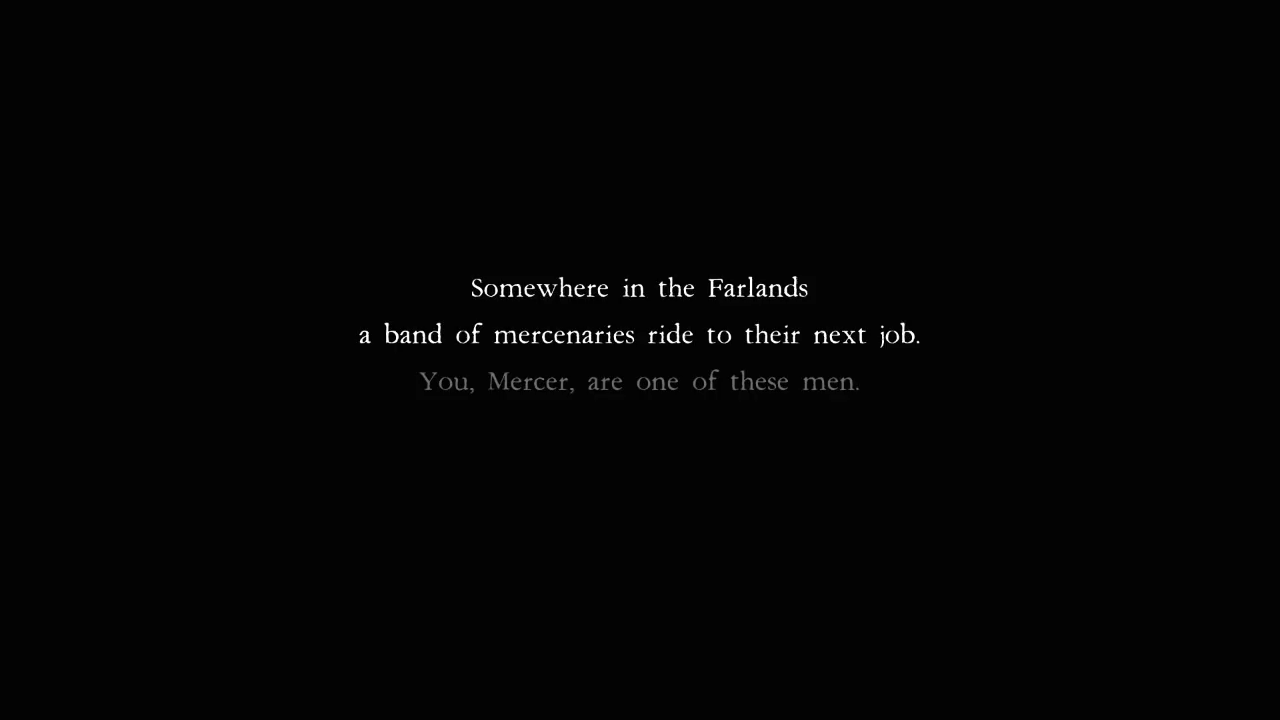 Somewhere in the Farlands
a band of mercenaries ride to their next job.
You, Mercer, are one of these men.